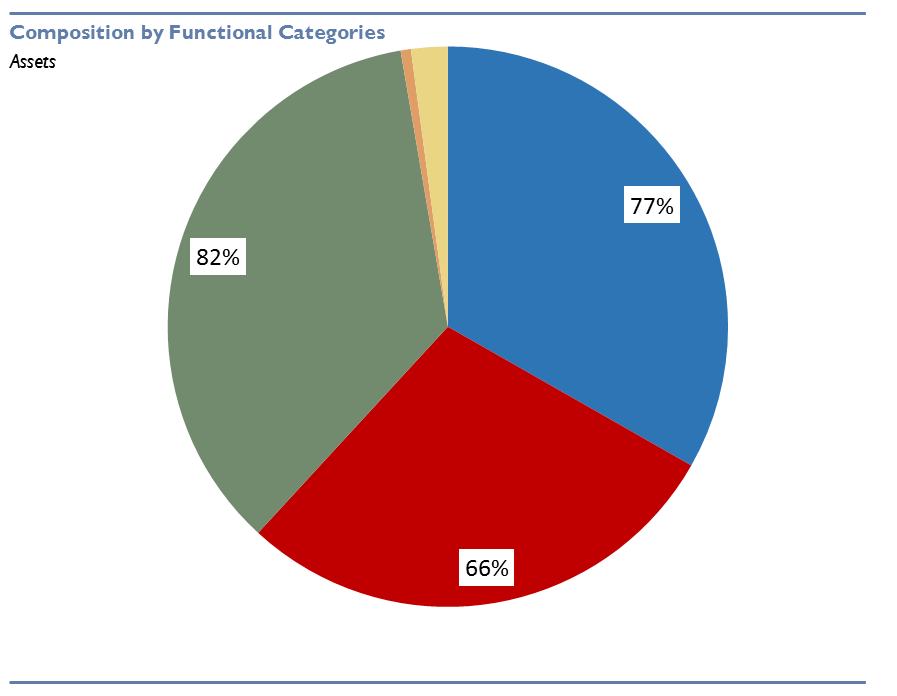 Composition by Functional Categories
Assets
77%
82%
66%